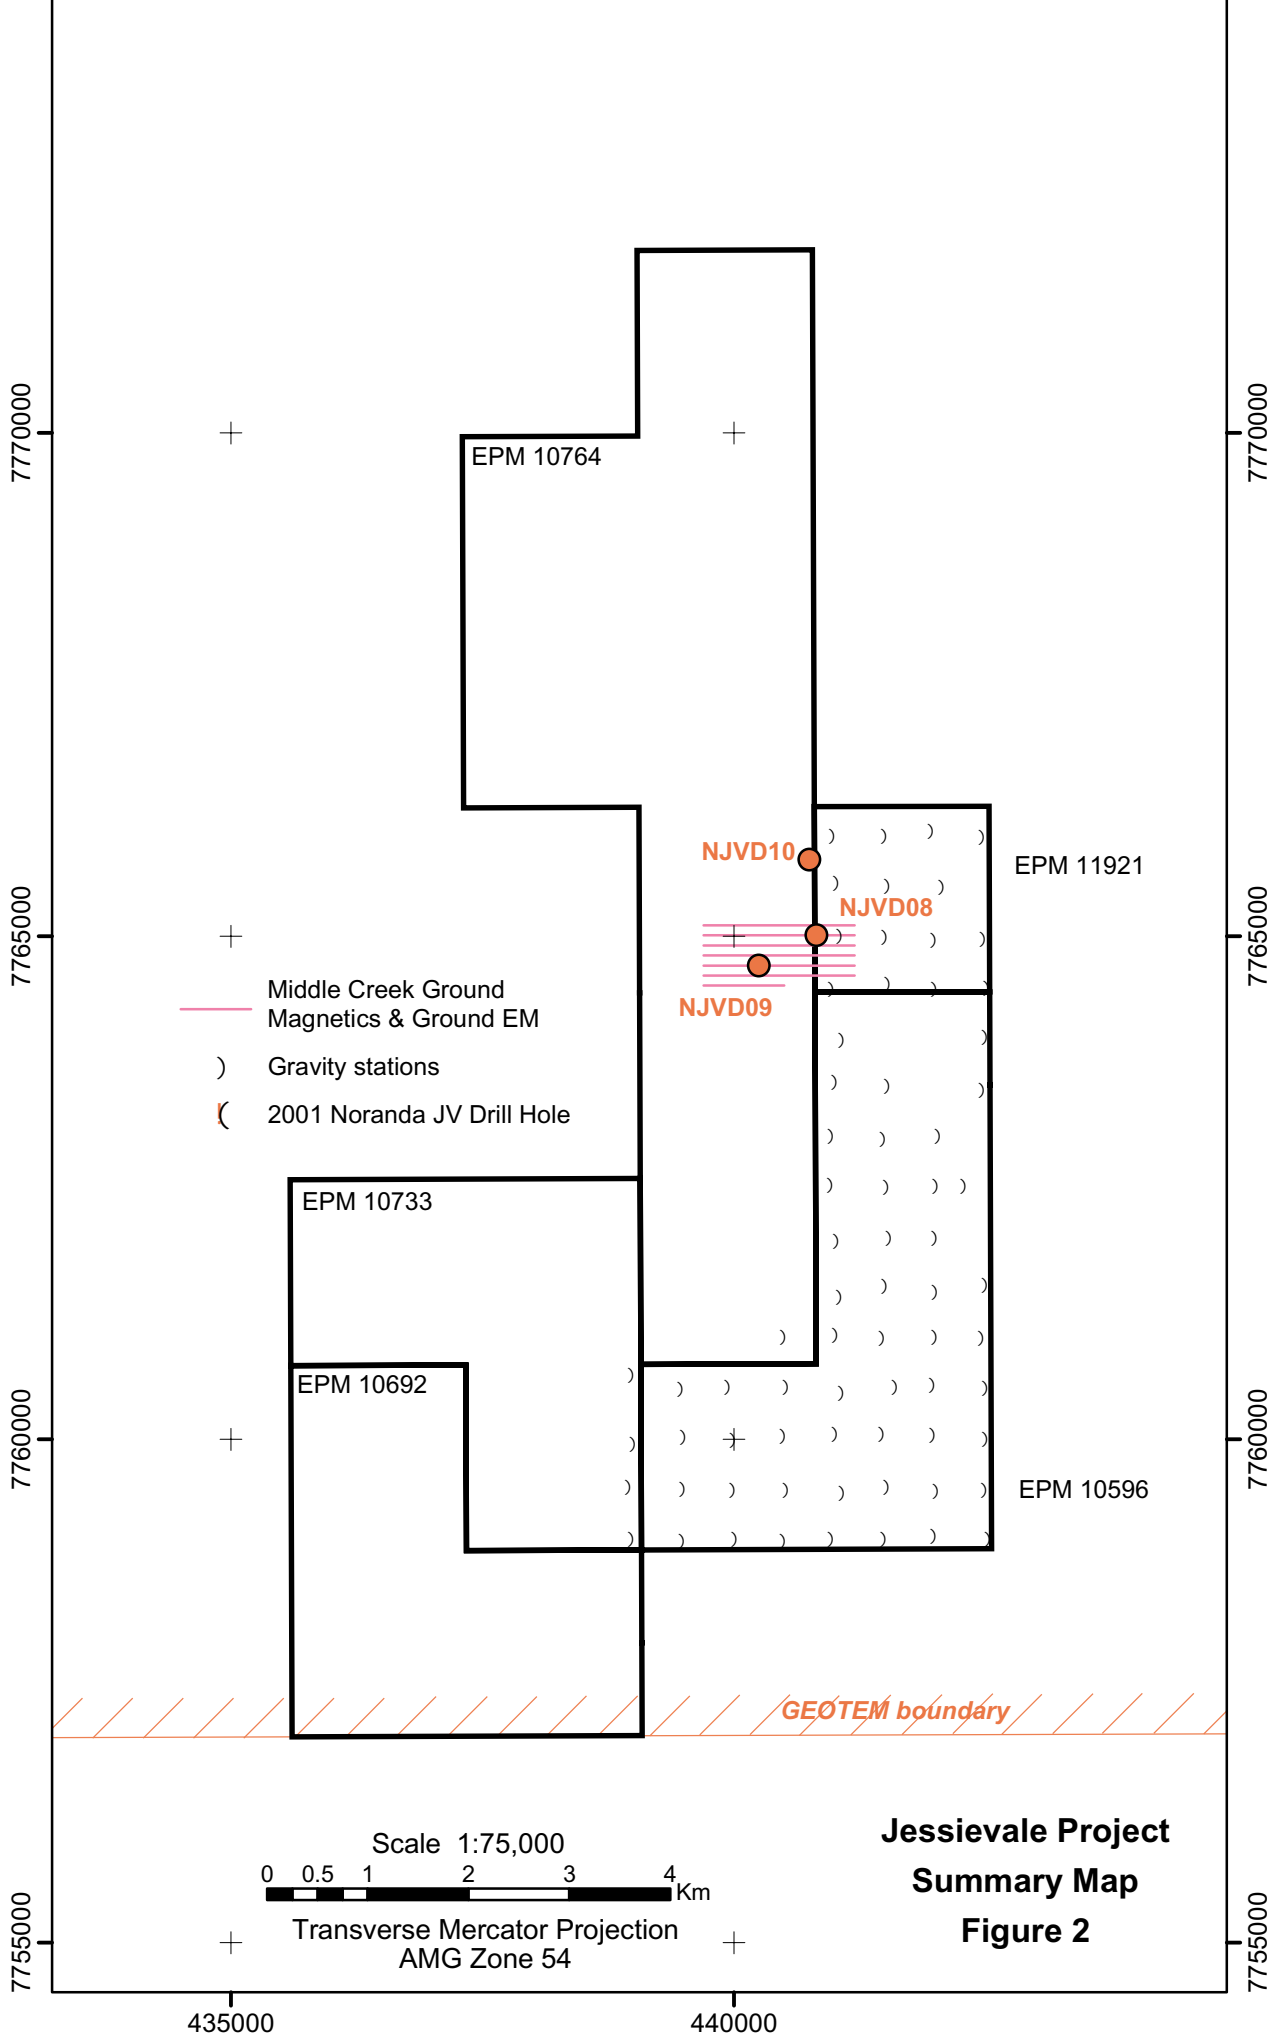 7770000
7770000
EPM 10764
NJVD10
EPM 11921
NJVD08
7765000
7765000
NJVD09
Middle Creek Ground
Magnetics & Ground EM
Gravity stations
2001 Noranda JV Drill Hole
EPM 10733
EPM 10692
7760000
7760000
EPM 10596
GEOTEM boundary
Scale 1:75,000
0 0.5 1 2 3 4
Km
Transverse Mercator Projection
AMG Zone 54
Jessievale Project
Summary Map
Figure 2
7755000
7755000
435000
440000